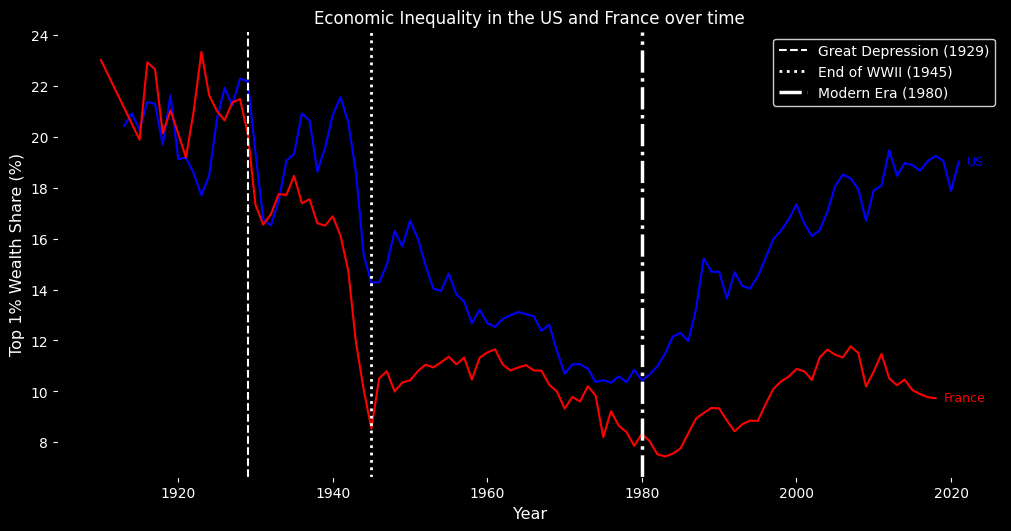 Economic Inequality in the US and France over time
Great Depression (1929)
End of WWII (1945)
Modern Era (1980)
Top 1% Wealth Share (%)
24
22
20
18
16
14
12
10
8
US
France
1920
1940
1960
1980
2000
2020
Year